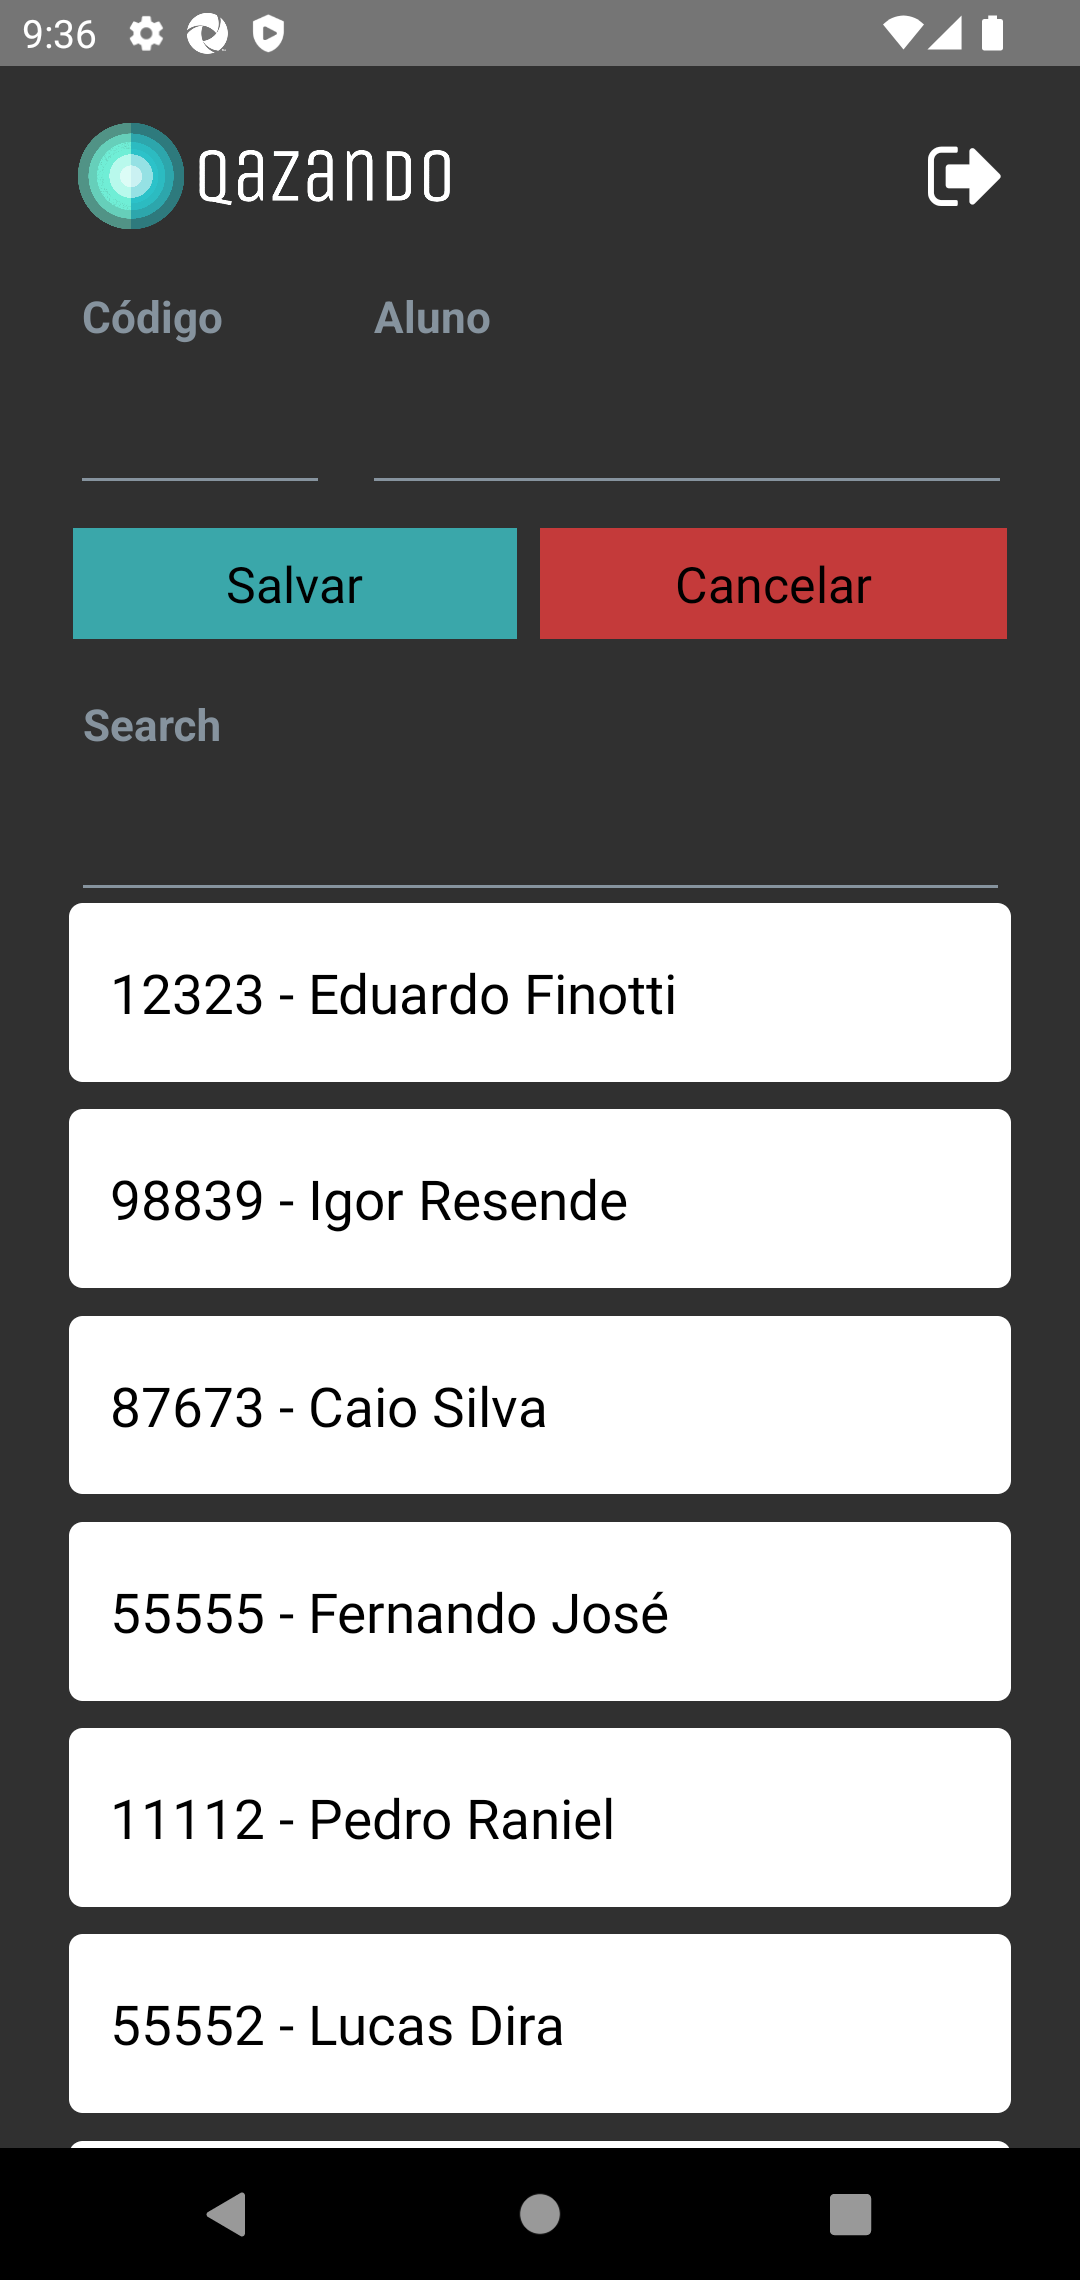 9:36
QAZANDO
Código Aluno
Salvar Cancelar
Search
12323 - Eduardo Finotti
98839 - Igor Resende
87673 - Caio Silva
55555 - Fernando José
11112 - Pedro Raniel
55552 - Lucas Dira